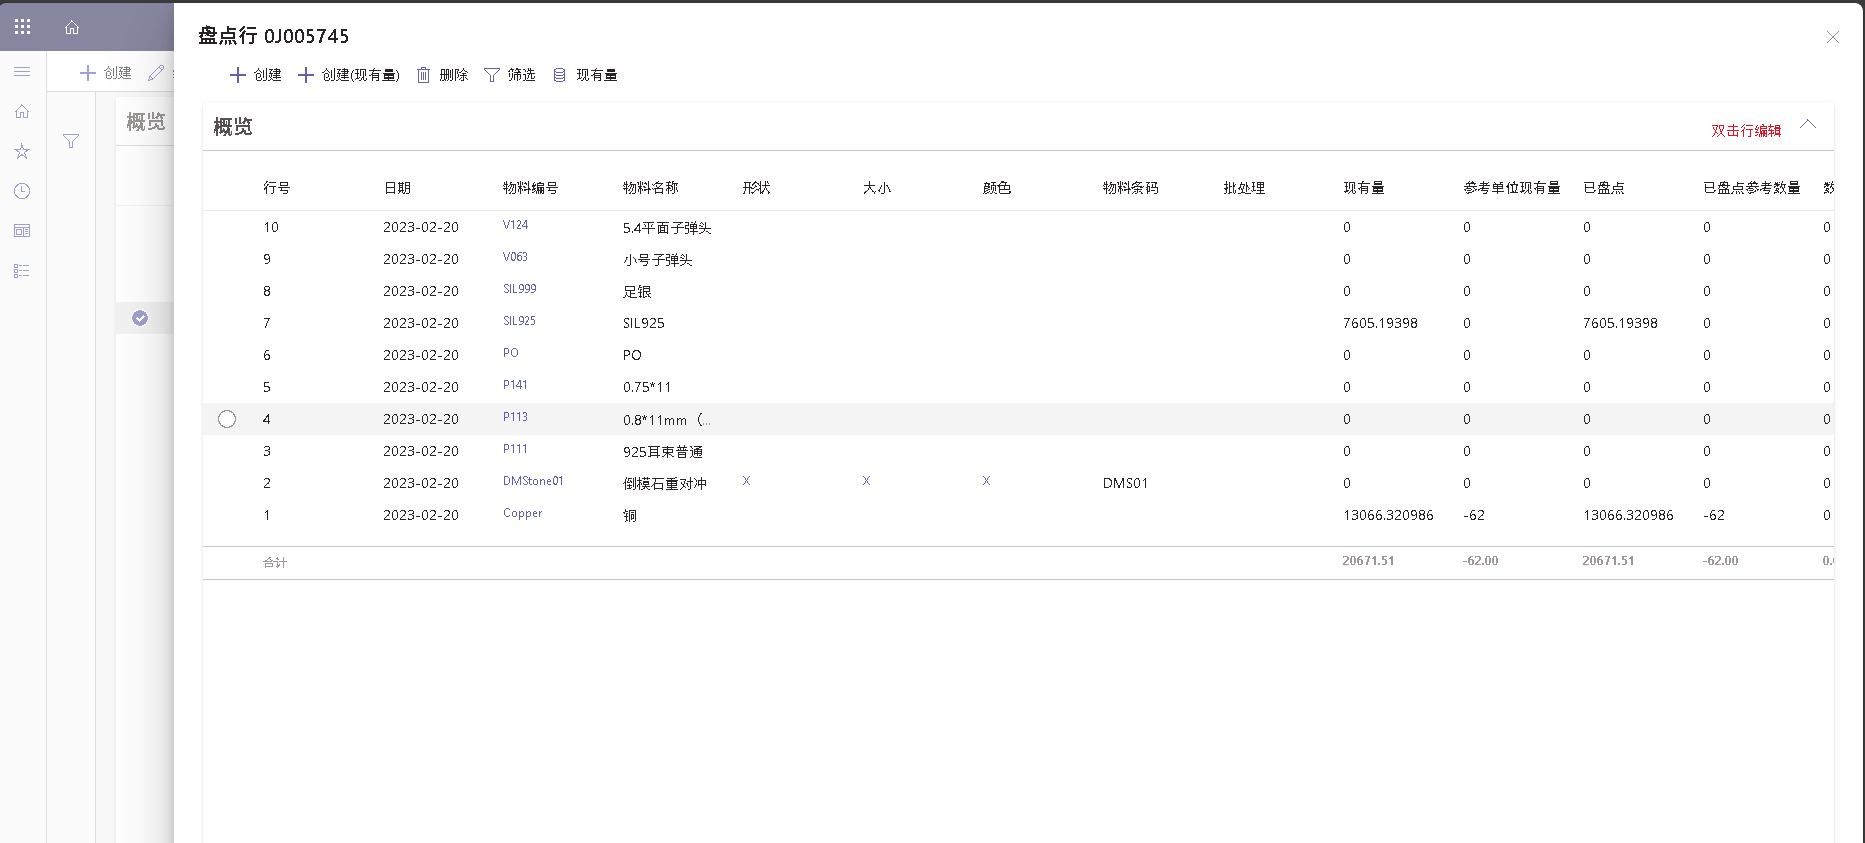 盘点行 0J005745
创建
创建 创建(现有量) 删除 筛选 现有量
概览
概览
双击行编辑
行号 日期 物料编号 物料名称 形状 大小 颜色 物料条码 批处理 现有量 参考单位现有量 已盘点 已盘点参考数量 数
10 2023-02-20 V124 5.4平面子弹头 0 0 0 0 0
9 2023-02-20 V063 小号子弹头 0 0 0 0 0
8 2023-02-20 SIL999 足银 0 0 0 0 0
7 2023-02-20 SIL925 SIL925 7605.19398 0 7605.19398 0 0
6 2023-02-20 PO PO 0 0 0 0 0
5 2023-02-20 P141 0.75*11 0 0 0 0 0
4 2023-02-20 P113 0.8*11mm（... 0 0 0 0 0
3 2023-02-20 P111 925耳束普通 0 0 0 0 0
2 2023-02-20 DMStone01 倒模石重对冲 X X X DMS01 0 0 0 0 0
1 2023-02-20 Copper 铜 13066.320986 -62 13066.320986 -62 0
合计 20671.51 -62.00 20671.51 -62.00 0.